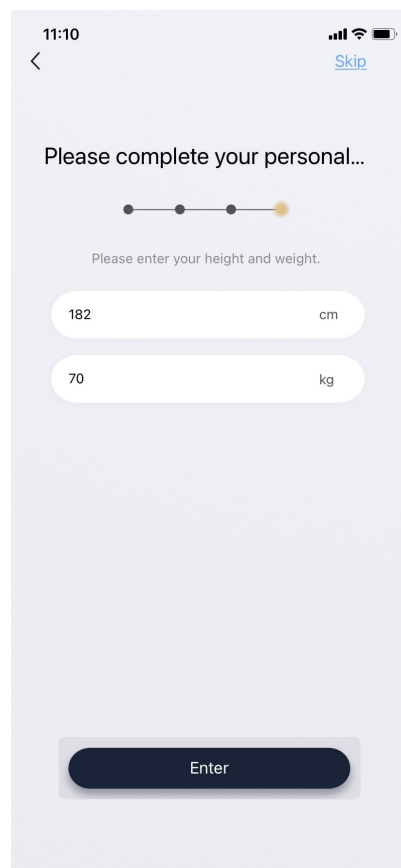 11:10
Skip
Please complete your personal...
Please enter your height and weight.
182 cm
70 kg
Enter